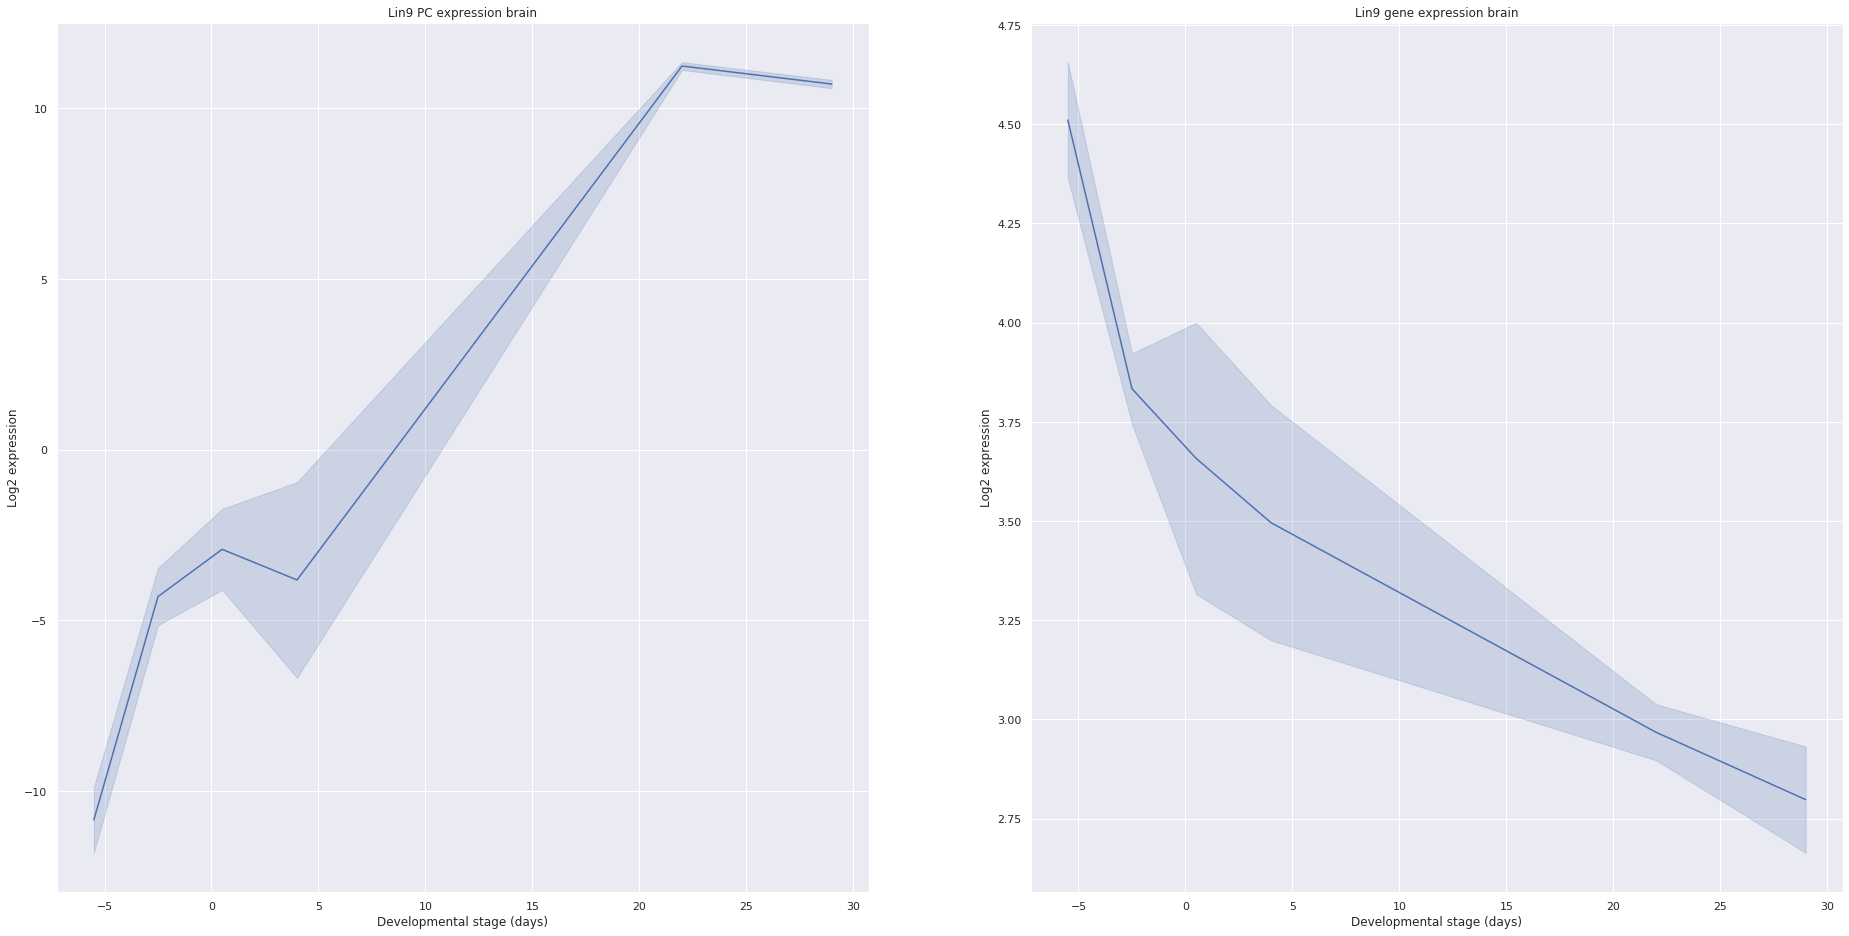 Lin9 PC expression brain
Log2 expression
10
5
0
−5
−10
−5 0 5 10 15 20 25 30
Developmental stage (days)
Lin9 gene expression brain
Log2 expression
4.75
4.50
4.25
4.00
3.75
3.50
3.25
3.00
2.75
−5 0 5 10 15 20 25 30
Developmental stage (days)